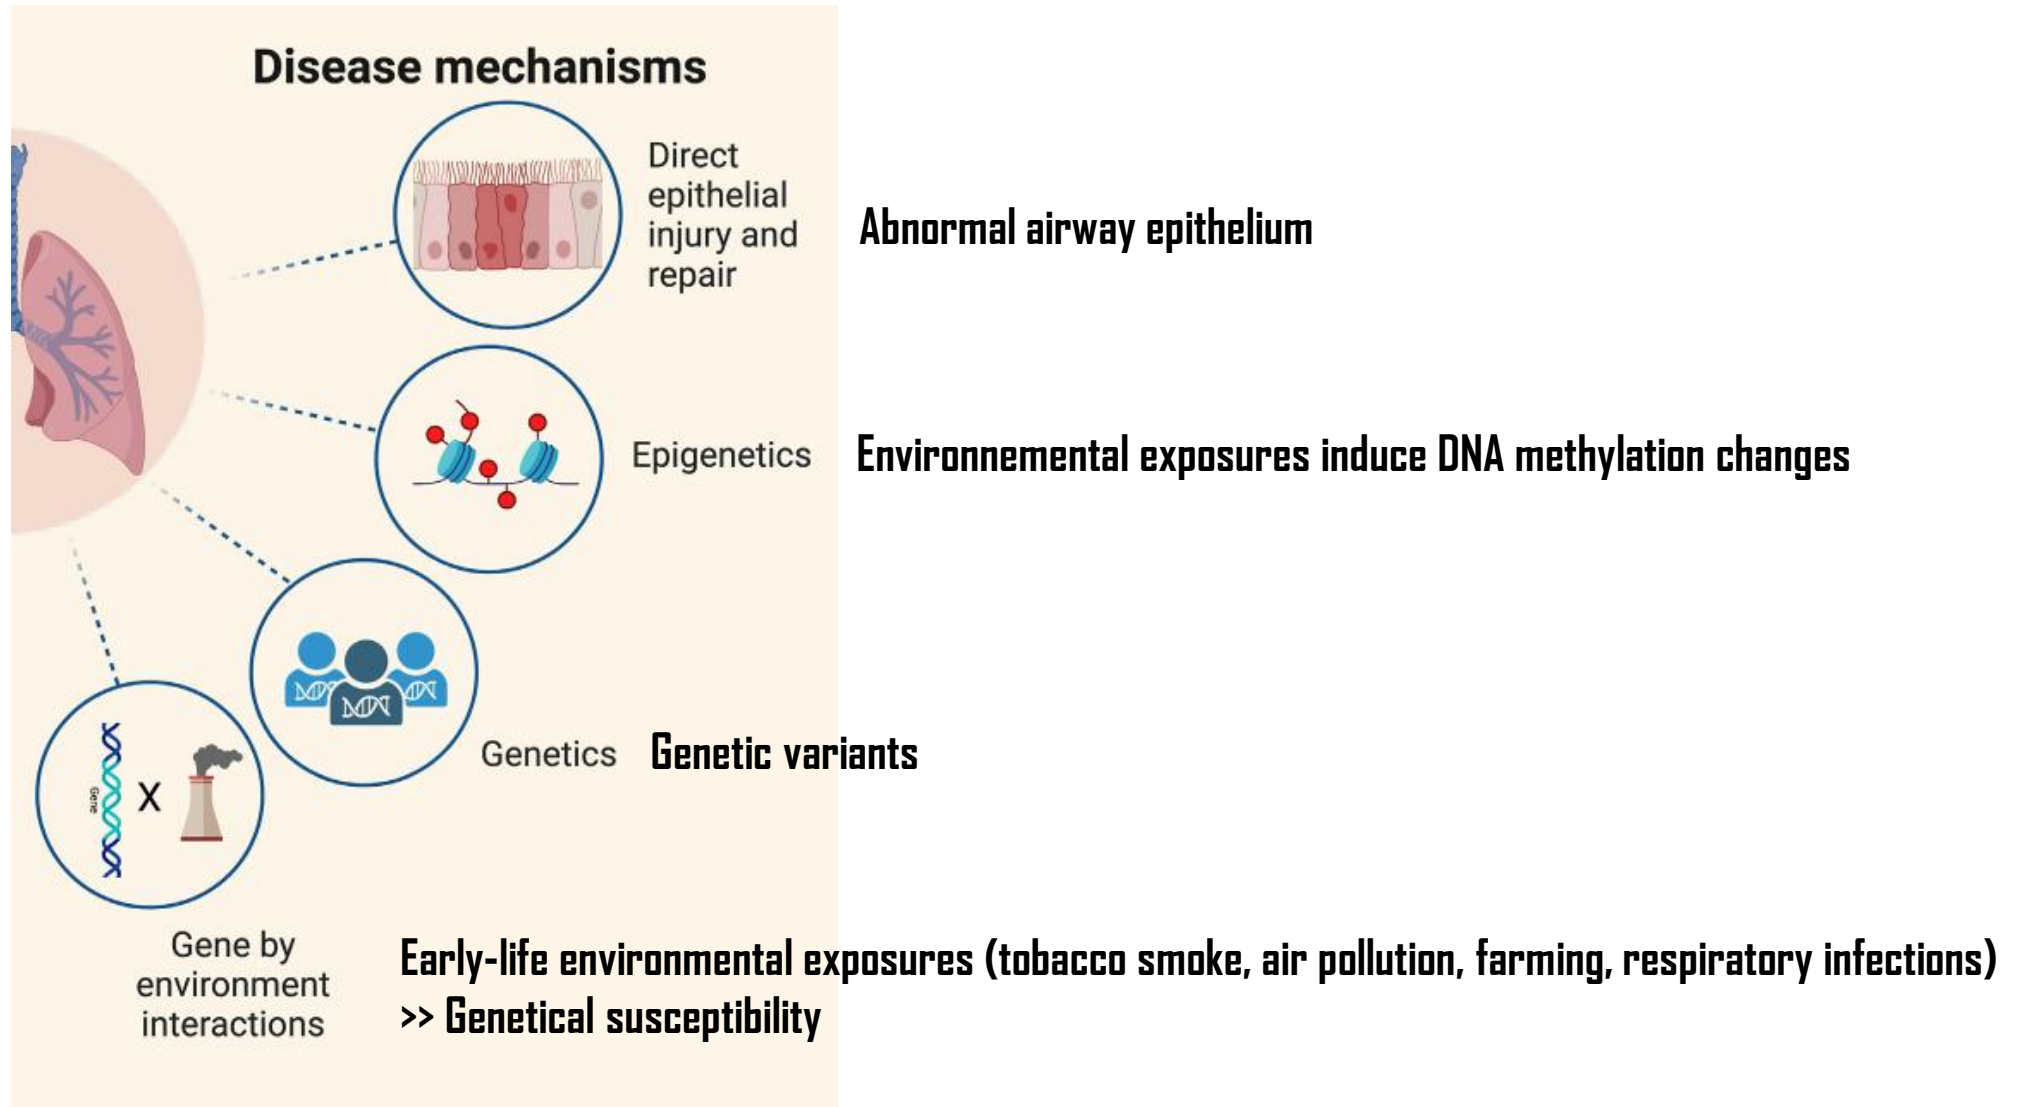 Disease mechanisms
Direct
epithelial
injury and
repair
Abnormal airway epithelium
Epigenetics
Environnemental exposures induce DNA methylation changes
Genetics
Genetic variants
Gene
X
Gene by
environment
interactions
Early-life environmental exposures (tobacco smoke, air pollution, farming, respiratory infections)
>> Genetical susceptibility